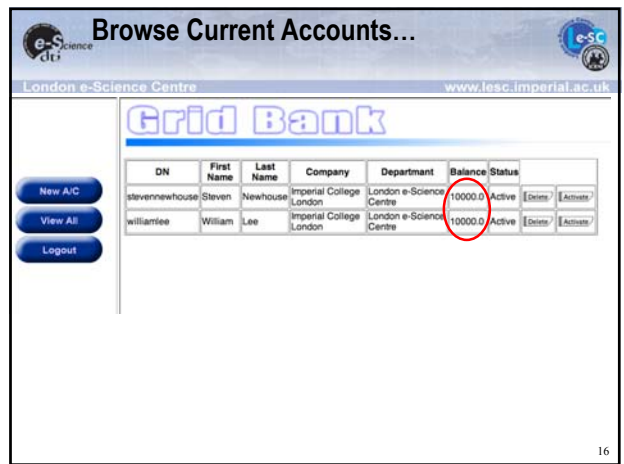 e-Science
dti
Browse Current Accounts…
e-SC
London e-Science Centre
www.lesc.imperial.ac.uk
Grid Bank
New A/C
View All
Logout
DN First Name Last Name Company Departmant Balance Status
stevennewhouse Steven Newhouse Imperial College London London e-Science Centre 10000.0 Active Delete Activate
williamlee William Lee Imperial College London London e-Science Centre 10000.0 Active Delete Activate
16